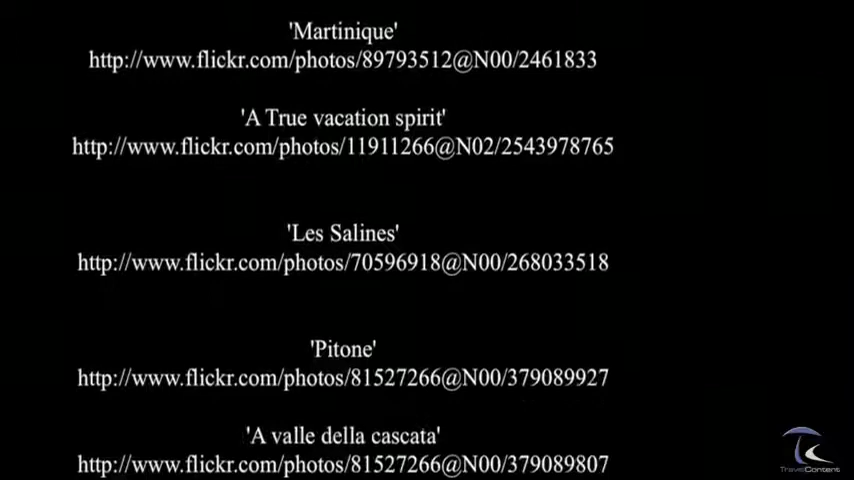 'Martinique'
http://www.flickr.com/photos/89793512@N00/2461833
'A True vacation spirit'
http://www.flickr.com/photos/11911266@N02/2543978765
'Les Salines'
http://www.flickr.com/photos/70596918@N00/268033518
'Pitone'
http://www.flickr.com/photos/81527266@N00/379089927
'A valle della cascata'
http://www.flickr.com/photos/81527266@N00/379089807
TravelContent